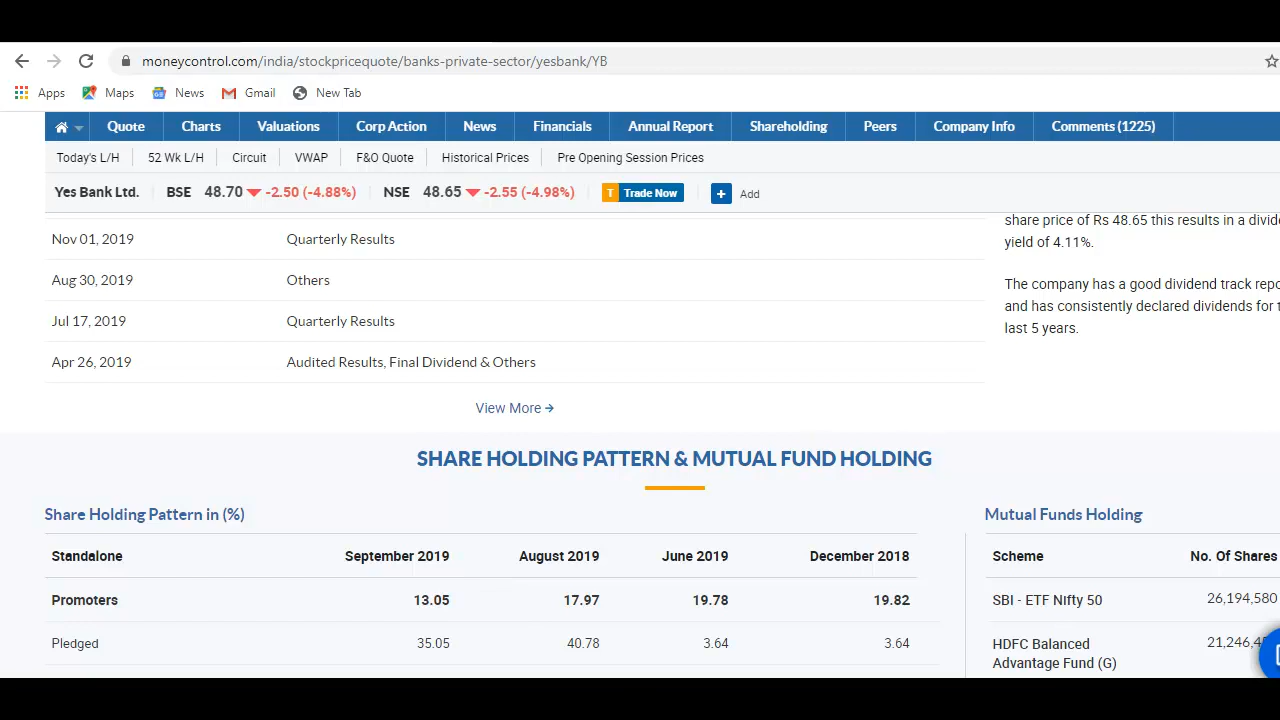 moneycontrol.com/india/stockpricequote/banks-private-sector/yesbank/YB
Apps Maps News Gmail New Tab
Quote Charts Valuations Corp Action News Financials Annual Report Shareholding Peers Company Info Comments (1225)
Today's L/H 52 Wk L/H Circuit VWAP F&O Quote Historical Prices Pre Opening Session Prices
Yes Bank Ltd. BSE 48.70 -2.50 (-4.88%) NSE 48.65 -2.55 (-4.98%) T Trade Now + Add
Nov 01, 2019 Quarterly Results
Aug 30, 2019 Others
Jul 17, 2019 Quarterly Results
Apr 26, 2019 Audited Results, Final Dividend & Others
View More
share price of Rs 48.65 this results in a
yield of 4.11%.
The company has a good dividend track
and has consistently declared dividends for
last 5 years.
SHARE HOLDING PATTERN & MUTUAL FUND HOLDING
Share Holding Pattern in (%)
Standalone September 2019 August 2019 June 2019 December 2018
Promoters 13.05 17.97 19.78 19.82
Pledged 35.05 40.78 3.64 3.64
Mutual Funds Holding
Scheme No. Of Shares
SBI - ETF Nifty 50 26,194,580
HDFC Balanced
Advantage Fund (G)